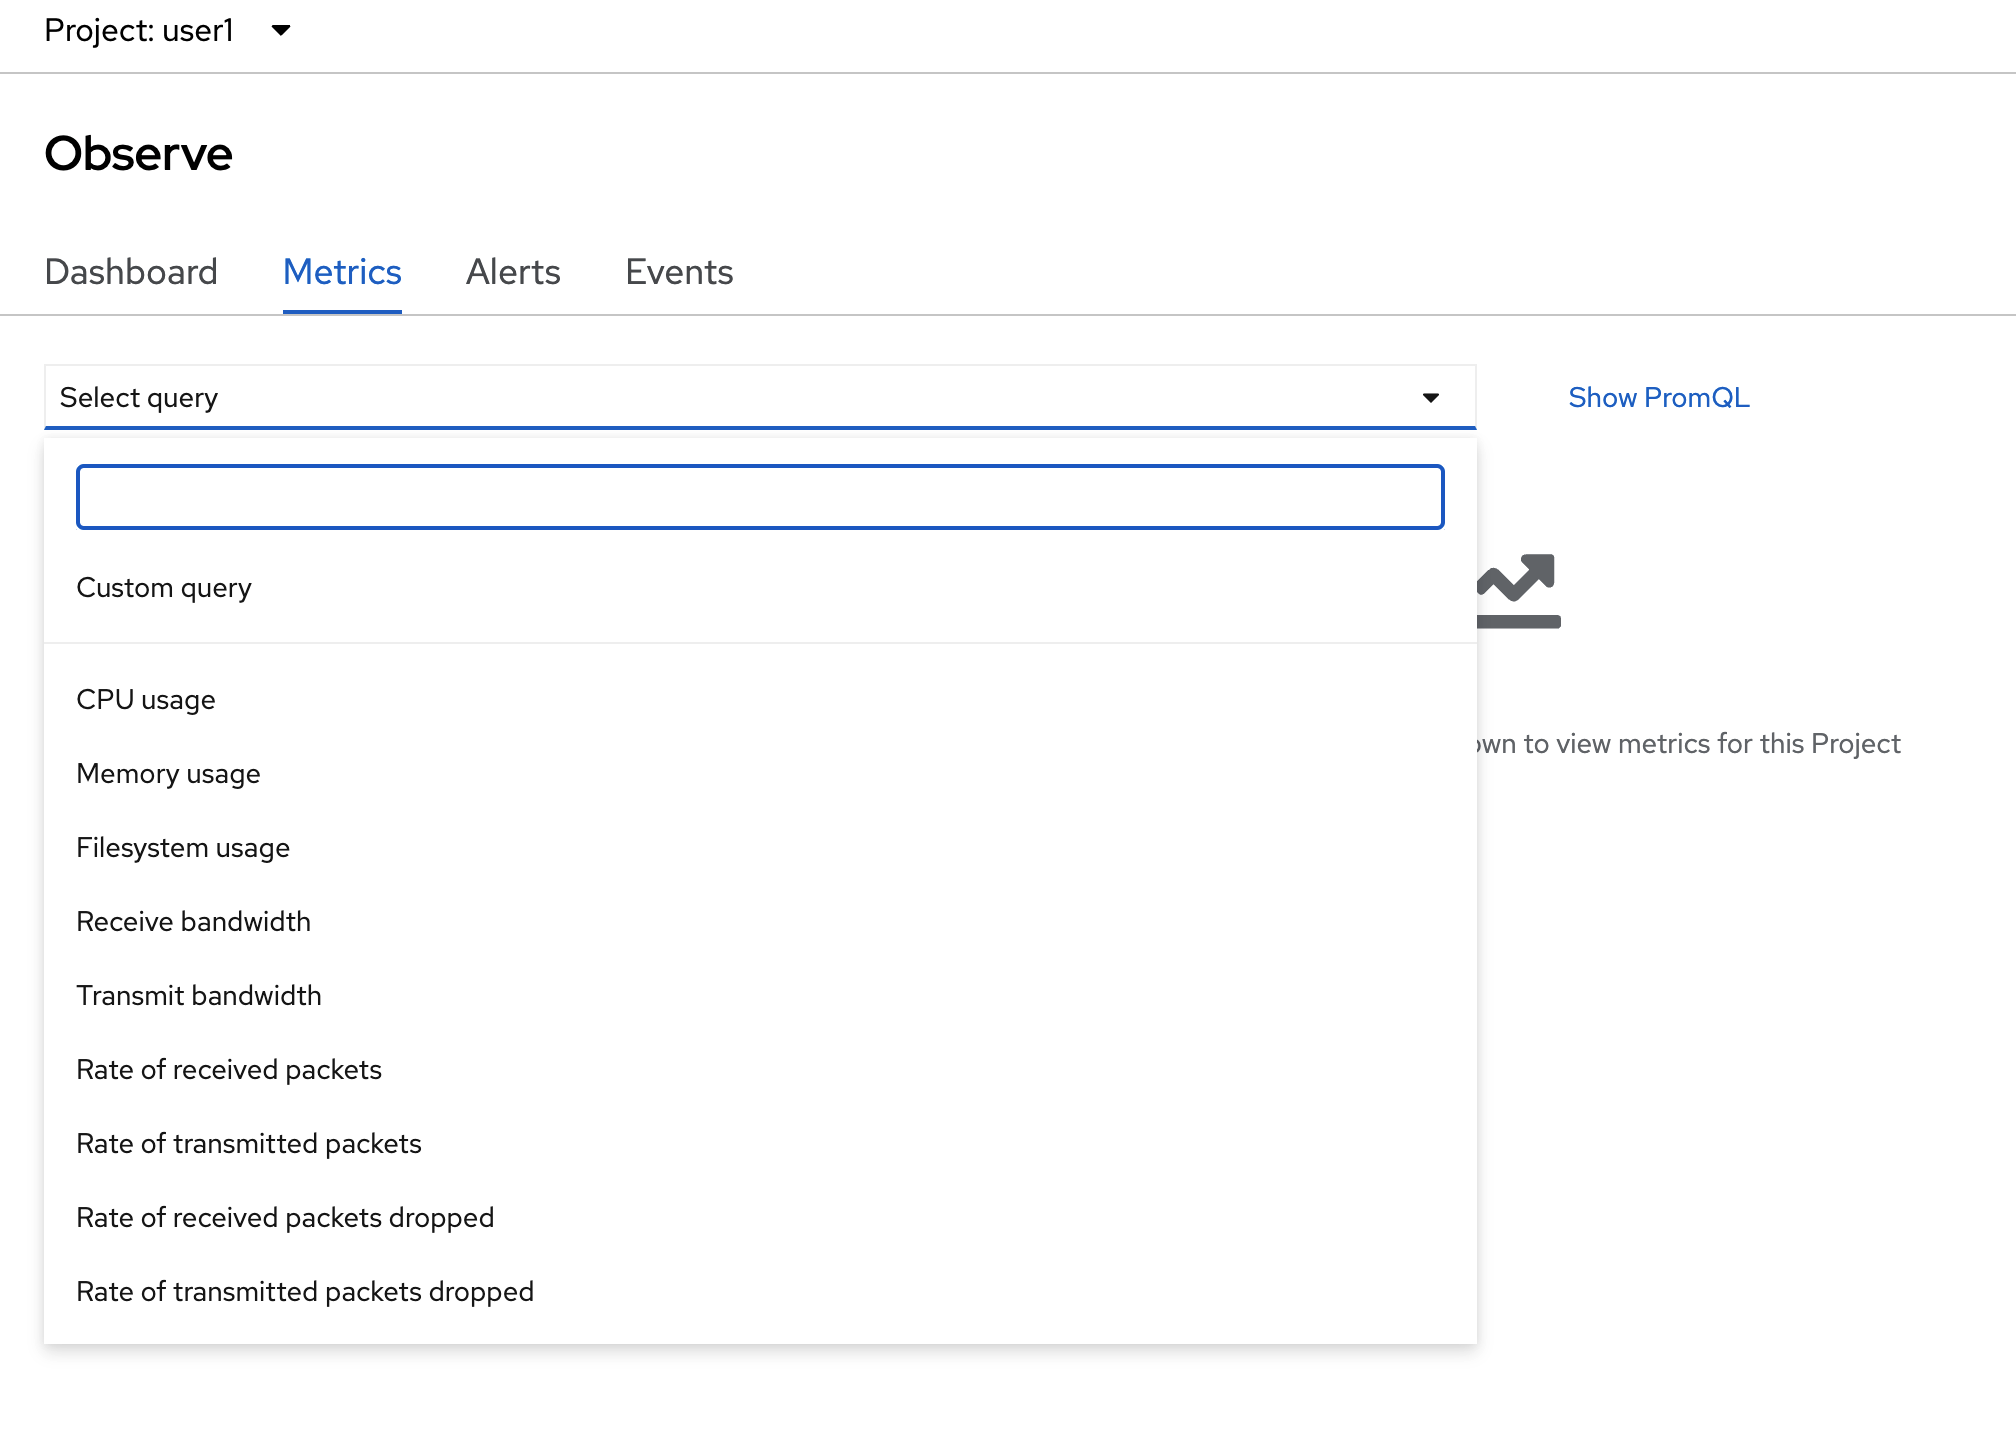 Project: user1
Observe
Dashboard Metrics Alerts Events
Select query Show PromQL
Custom query
CPU usage
to view metrics for this Project
Memory usage
Filesystem usage
Receive bandwidth
Transmit bandwidth
Rate of received packets
Rate of transmitted packets
Rate of received packets dropped
Rate of transmitted packets dropped